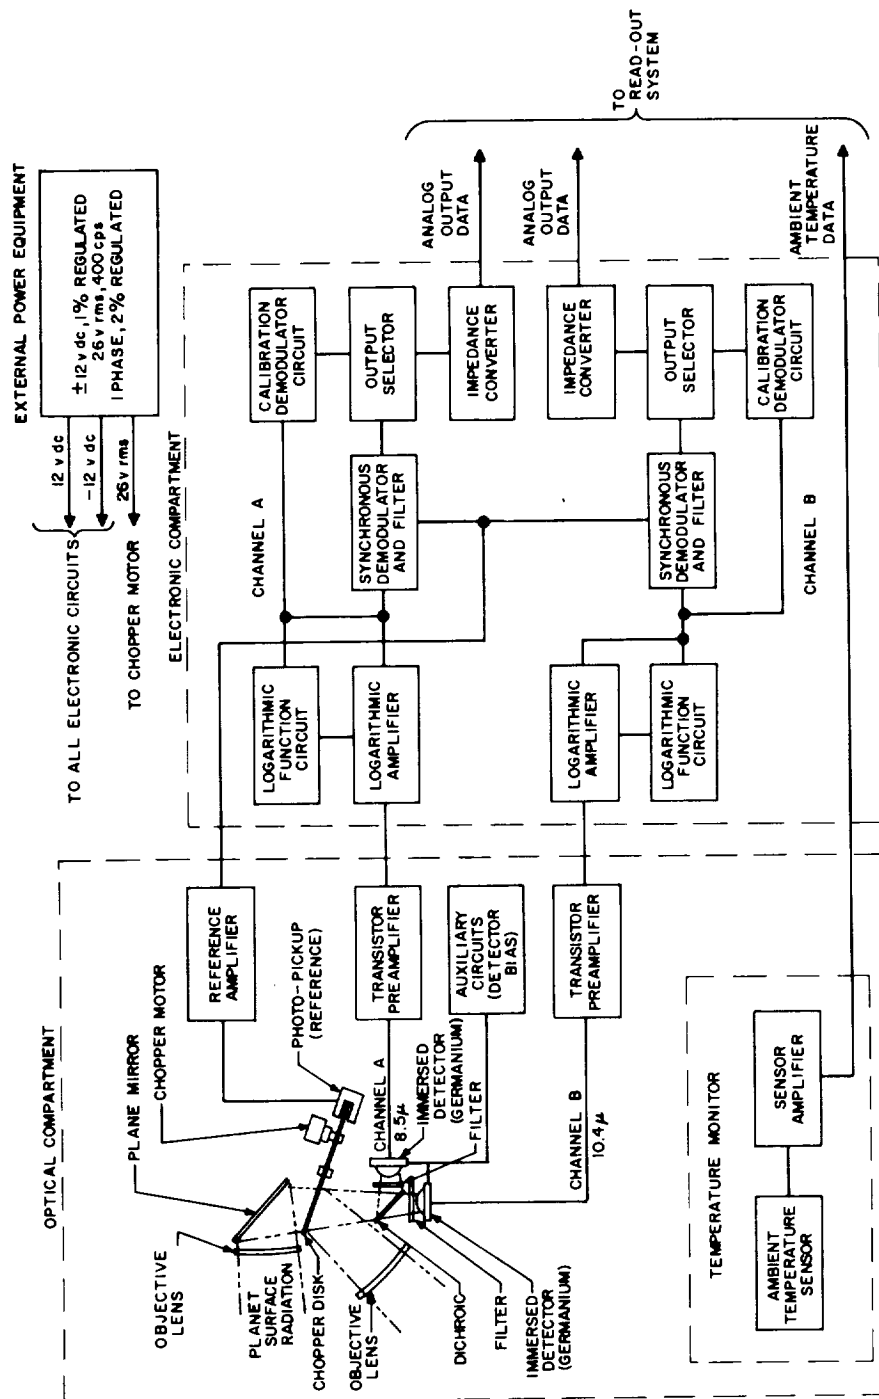 EXTERNAL POWER EQUIPMENT
±12 v dc, 1% REGULATED
26 v rms, 400 cps
1 PHASE, 2% REGULATED
12 v dc
-12 v dc
26 v rms
TO ALL ELECTRONIC CIRCUITS
TO CHOPPER MOTOR
OPTICAL COMPARTMENT
OBJECTIVE
LENS
PLANE MIRROR
CHOPPER MOTOR
PLANET
SURFACE
RADIATION
CHOPPER DISK
OBJECTIVE
LENS
DICHROIC
FILTER
IMMERSED
DETECTOR
(GERMANIUM)
PHOTO-PICKUP
(REFERENCE)
REFERENCE
AMPLIFIER
CHANNEL A
8.5μ
IMMERSED
DETECTOR
(GERMANIUM)
FILTER
TRANSISTOR
PREAMPLIFIER
AUXILIARY
CIRCUITS
(DETECTOR
BIAS)
CHANNEL B
10.4μ
TRANSISTOR
PREAMPLIFIER
TEMPERATURE MONITOR
AMBIENT
TEMPERATURE
SENSOR
SENSOR
AMPLIFIER
ELECTRONIC COMPARTMENT
CHANNEL A
LOGARITHMIC
FUNCTION
CIRCUIT
LOGARITHMIC
AMPLIFIER
SYNCHRONOUS
DEMODULATOR
AND FILTER
CALIBRATION
DEMODULATOR
CIRCUIT
OUTPUT
SELECTOR
IMPEDANCE
CONVERTER
LOGARITHMIC
AMPLIFIER
LOGARITHMIC
FUNCTION
CIRCUIT
SYNCHRONOUS
DEMODULATOR
AND FILTER
IMPEDANCE
CONVERTER
OUTPUT
SELECTOR
CALIBRATION
DEMODULATOR
CIRCUIT
CHANNEL B
ANALOG
OUTPUT
DATA
ANALOG
OUTPUT
DATA
AMBIENT
TEMPERATURE
DATA
TO
READ-OUT
SYSTEM